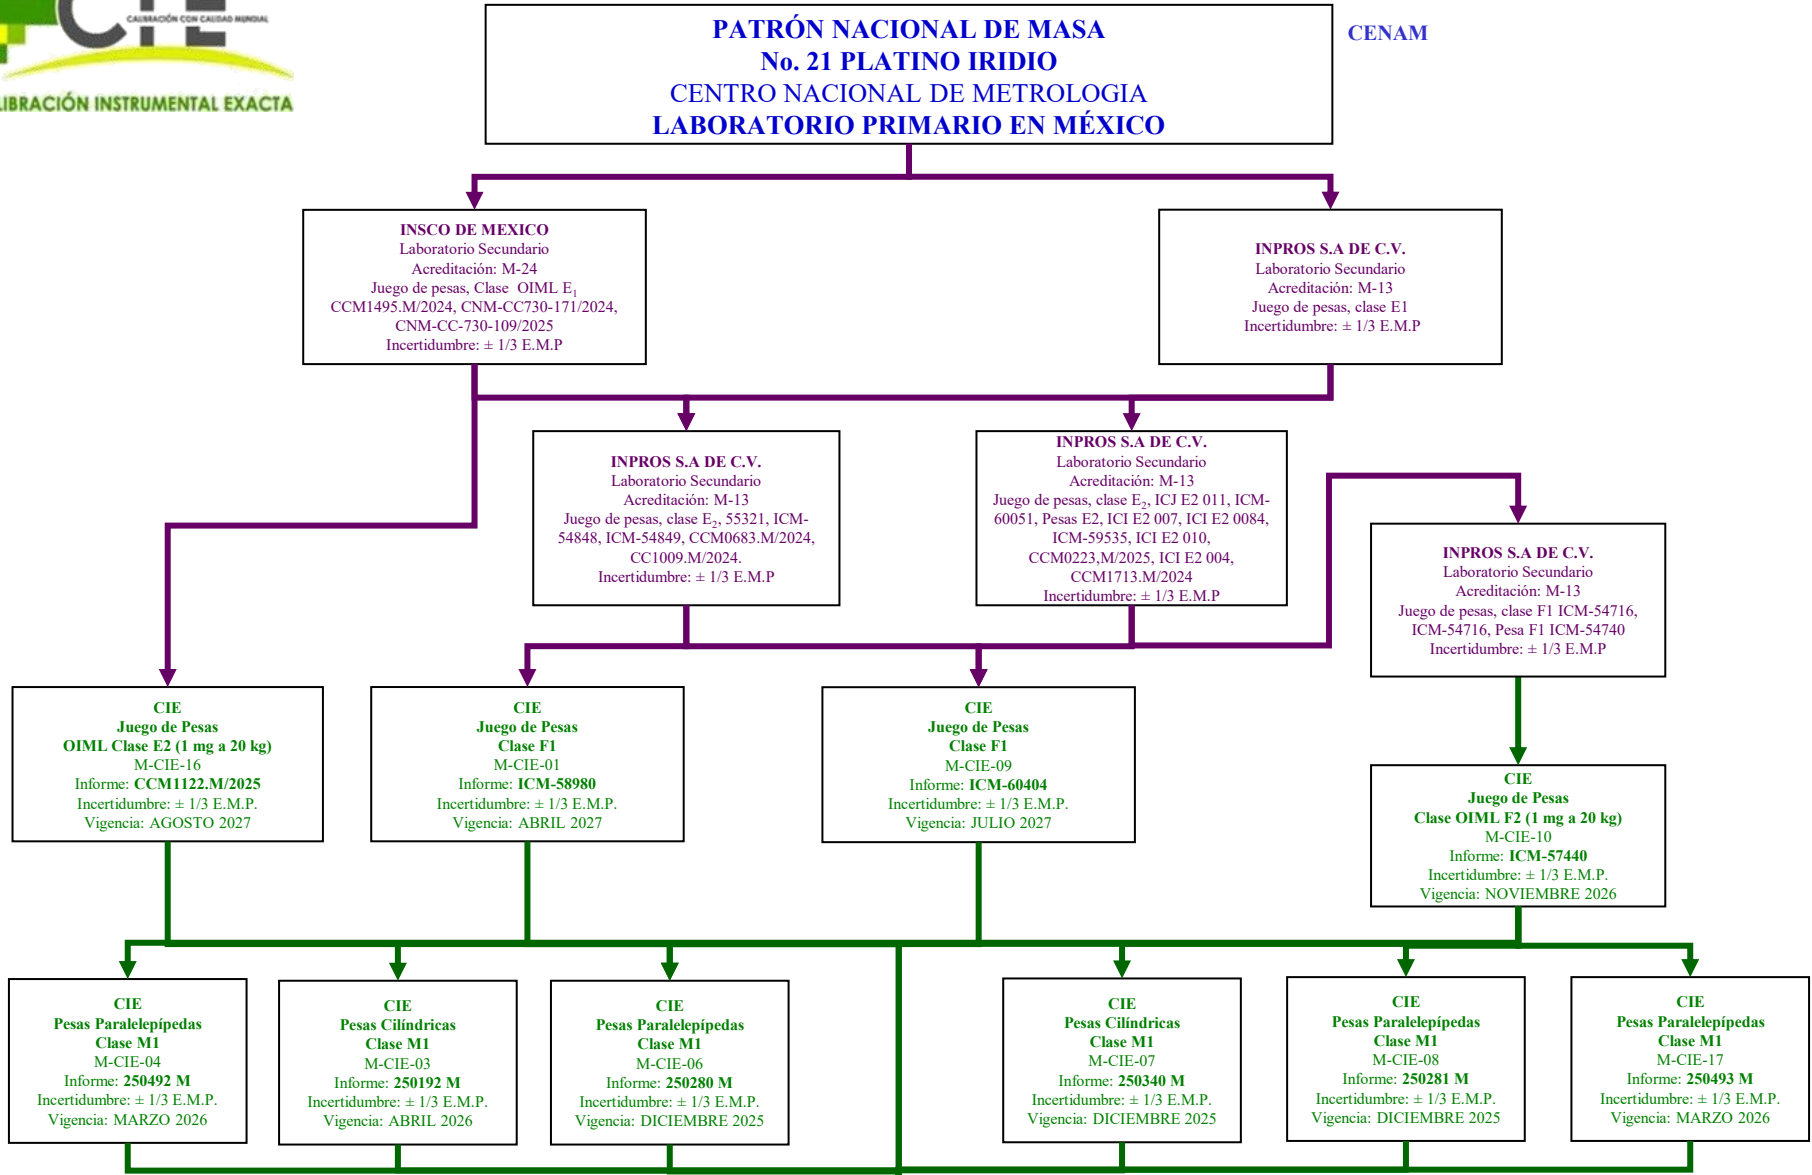 CIE
CALIBRACIÓN CON CALIDAD MUNDIAL
LIBRACIÓN INSTRUMENTAL EXACTA
PATRÓN NACIONAL DE MASA
No. 21 PLATINO IRIDIO
CENTRO NACIONAL DE METROLOGIA
LABORATORIO PRIMARIO EN MÉXICO
CENAM
INSCO DE MEXICO
Laboratorio Secundario
Acreditación: M-24
Juego de pesas, Clase OIML E₁
CCM1495.M/2024, CNM-CC730-171/2024,
CNM-CC-730-109/2025
Incertidumbre: ± 1/3 E.M.P
INPROS S.A DE C.V.
Laboratorio Secundario
Acreditación: M-13
Juego de pesas, clase E1
Incertidumbre: ± 1/3 E.M.P
INPROS S.A DE C.V.
Laboratorio Secundario
Acreditación: M-13
Juego de pesas, clase E₂, 55321, ICM-
54848, ICM-54849, CCM0683.M/2024,
CC1009.M/2024.
Incertidumbre: ± 1/3 E.M.P
INPROS S.A DE C.V.
Laboratorio Secundario
Acreditación: M-13
Juego de pesas, clase E₂, ICJ E2 011, ICM-
60051, Pesas E2, ICI E2 007, ICI E2 0084,
ICM-59535, ICI E2 010,
CCM0223,M/2025, ICI E2 004,
CCM1713.M/2024
Incertidumbre: ± 1/3 E.M.P
INPROS S.A DE C.V.
Laboratorio Secundario
Acreditación: M-13
Juego de pesas, clase F1 ICM-54716,
ICM-54716, Pesa F1 ICM-54740
Incertidumbre: ± 1/3 E.M.P
CIE
Juego de Pesas
OIML Clase E2 (1 mg a 20 kg)
M-CIE-16
Informe: CCM1122.M/2025
Incertidumbre: ± 1/3 E.M.P.
Vigencia: AGOSTO 2027
CIE
Juego de Pesas
Clase F1
M-CIE-01
Informe: ICM-58980
Incertidumbre: ± 1/3 E.M.P.
Vigencia: ABRIL 2027
CIE
Juego de Pesas
Clase F1
M-CIE-09
Informe: ICM-60404
Incertidumbre: ± 1/3 E.M.P.
Vigencia: JULIO 2027
CIE
Juego de Pesas
Clase OIML F2 (1 mg a 20 kg)
M-CIE-10
Informe: ICM-57440
Incertidumbre: ± 1/3 E.M.P.
Vigencia: NOVIEMBRE 2026
CIE
Pesas Paralelepípedas
Clase M1
M-CIE-04
Informe: 250492 M
Incertidumbre: ± 1/3 E.M.P.
Vigencia: MARZO 2026
CIE
Pesas Cilíndricas
Clase M1
M-CIE-03
Informe: 250192 M
Incertidumbre: ± 1/3 E.M.P.
Vigencia: ABRIL 2026
CIE
Pesas Paralelepípedas
Clase M1
M-CIE-06
Informe: 250280 M
Incertidumbre: ± 1/3 E.M.P.
Vigencia: DICIEMBRE 2025
CIE
Pesas Cilíndricas
Clase M1
M-CIE-07
Informe: 250340 M
Incertidumbre: ± 1/3 E.M.P.
Vigencia: DICIEMBRE 2025
CIE
Pesas Paralelepípedas
Clase M1
M-CIE-08
Informe: 250281 M
Incertidumbre: ± 1/3 E.M.P.
Vigencia: DICIEMBRE 2025
CIE
Pesas Paralelepípedas
Clase M1
M-CIE-17
Informe: 250493 M
Incertidumbre: ± 1/3 E.M.P.
Vigencia: MARZO 2026